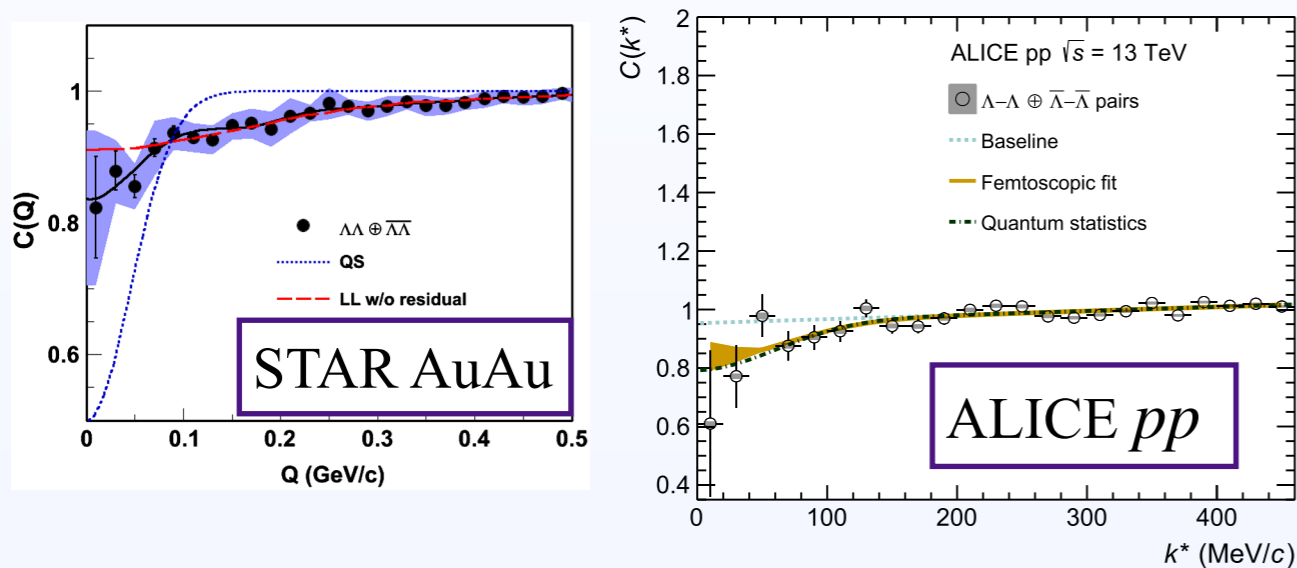 C(Q)
1
0.8
0.6
ΛΛ ⊕ Λ̅Λ̅
QS
LL w/o residual
STAR AuAu
0 0.1 0.2 0.3 0.4 0.5
Q (GeV/c)
C(k*)
2
1.8
1.6
1.4
1.2
1
0.8
0.6
0.4
ALICE pp √s = 13 TeV
Λ–Λ ⊕ Λ̅–Λ̅ pairs
Baseline
Femtoscopic fit
Quantum statistics
ALICE pp
0 100 200 300 400
k* (MeV/c)